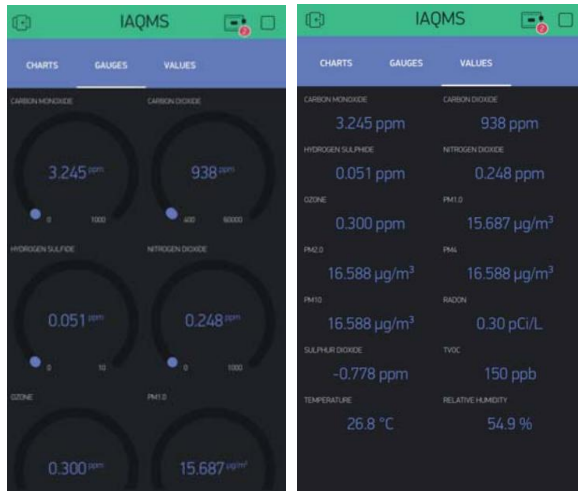 IAQMS
2
CHARTS GAUGES VALUES
CARBON MONOXIDE CARBON DIOXIDE
3.245 ppm 938 ppm
0 1000 400 60000
HYDROGEN SULFIDE NITROGEN DIOXIDE
0.051 ppm 0.248 ppm
0 10 0 1000
OZONE PM1.0
0.300 ppm 15.687 µg/m³
IAQMS
2
CHARTS GAUGES VALUES
CARBON MONOXIDE CARBON DIOXIDE
3.245 ppm 938 ppm
HYDROGEN SULPHIDE NITROGEN DIOXIDE
0.051 ppm 0.248 ppm
OZONE PM1.0
0.300 ppm 15.687 µg/m³
PM2.0 PM4
16.588 µg/m³ 16.588 µg/m³
PM10 RADON
16.588 µg/m³ 0.30 pCi/L
SULPHUR DIOXIDE TVOC
-0.778 ppm 150 ppb
TEMPERATURE RELATIVE HUMIDITY
26.8 °C 54.9 %